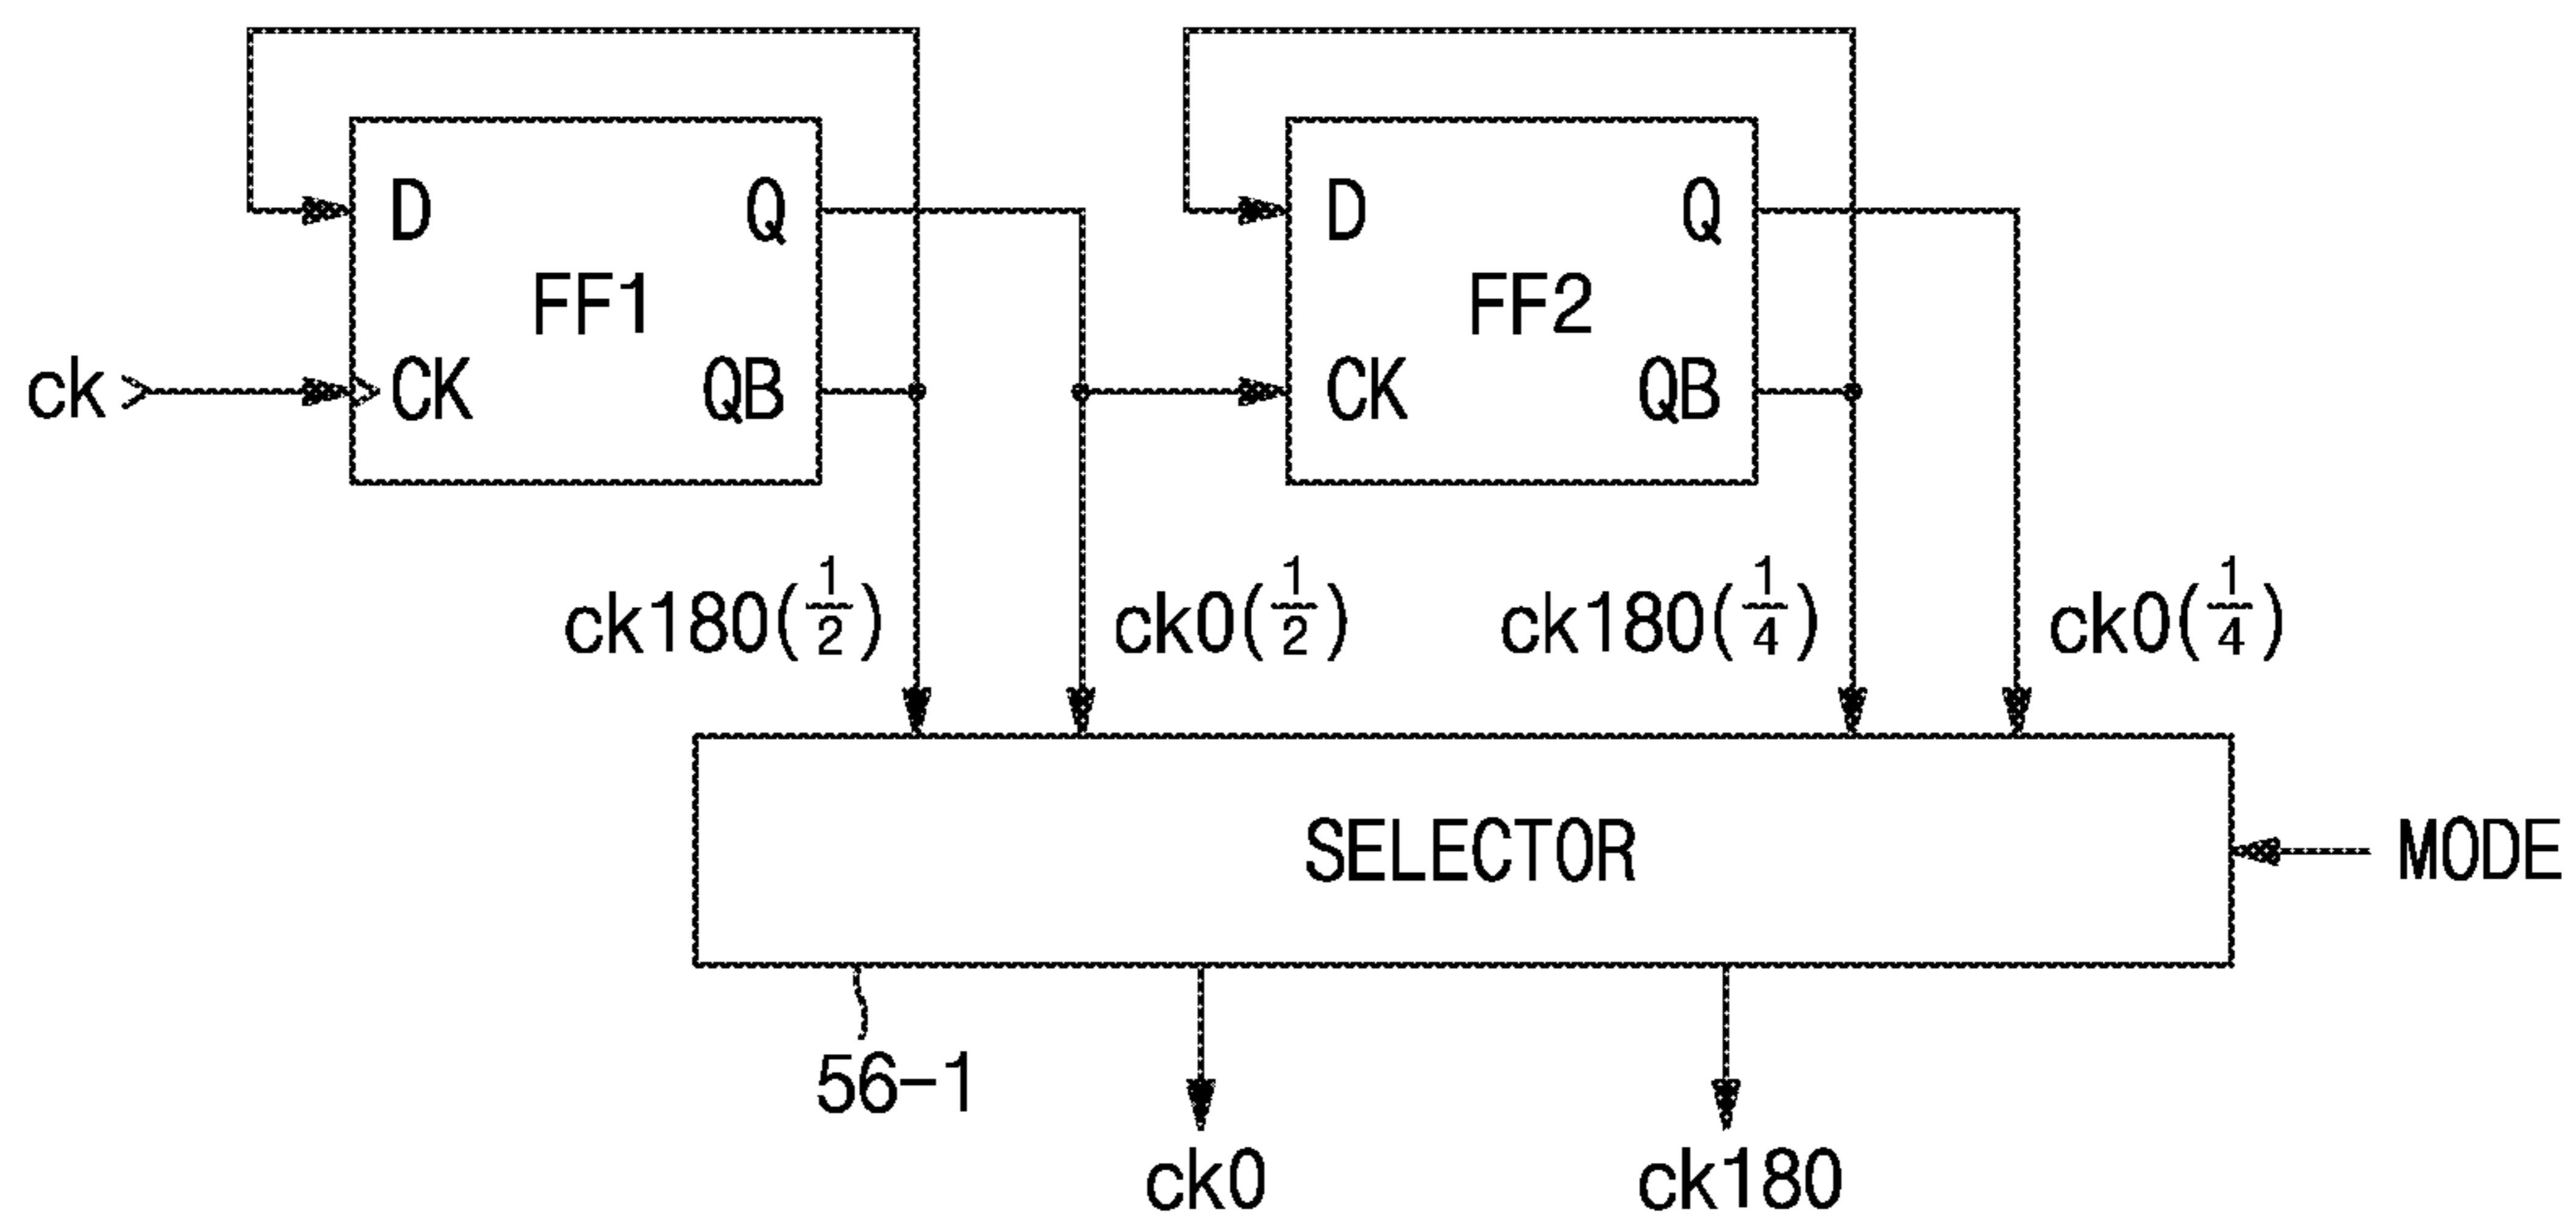 D Q D Q
FF1 FF2
ck CK QB CK QB
ck180(1/2) ck0(1/2) ck180(1/4) ck0(1/4)
SELECTOR MODE
56-1
ck0 ck180